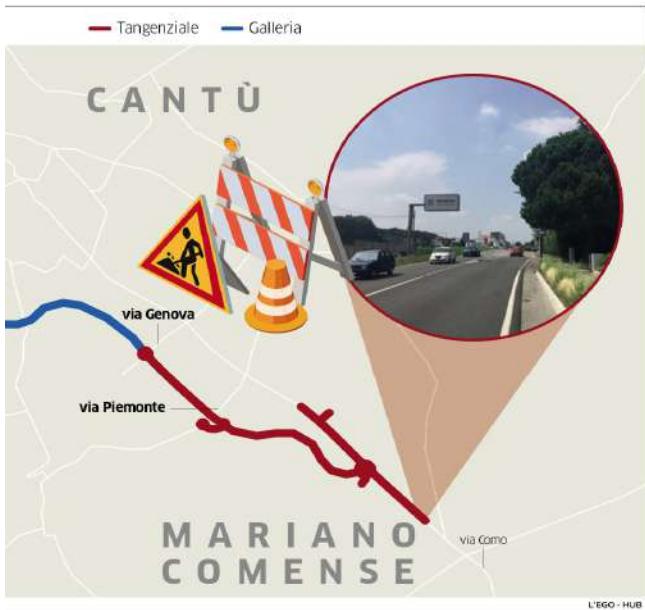 Tangenziale Galleria
CANTÙ
via Genova
via Piemonte
MARIANO
COMENSE
via Como
L'EGO - HUB